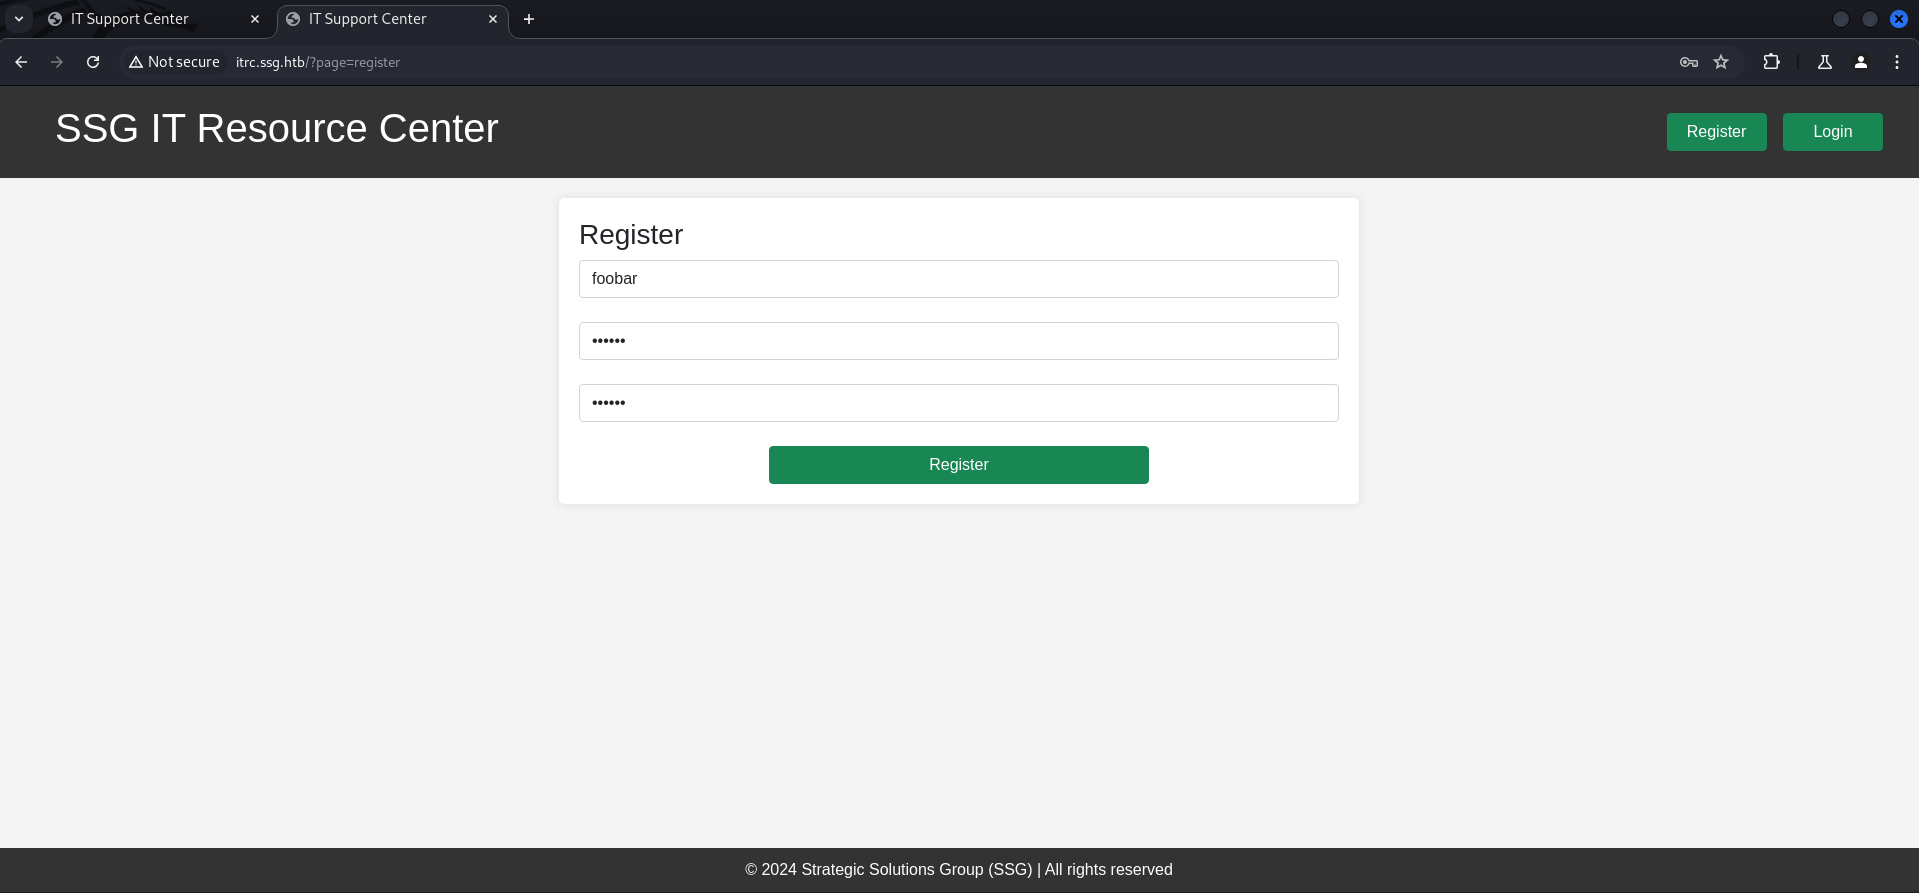 IT Support Center
IT Support Center
Not secure
itrc.ssg.htb/?page=register
SSG IT Resource Center
Register
Login
Register
foobar
••••••
••••••
Register
© 2024 Strategic Solutions Group (SSG) | All rights reserved